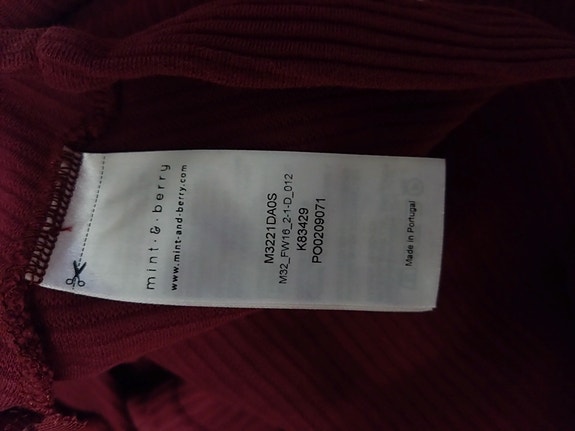 mint&berry
www.mint-and-berry.com
M3221DA0S
M32_FW16_2-1-D_012
K83429
PO0209071
Made in Portugal